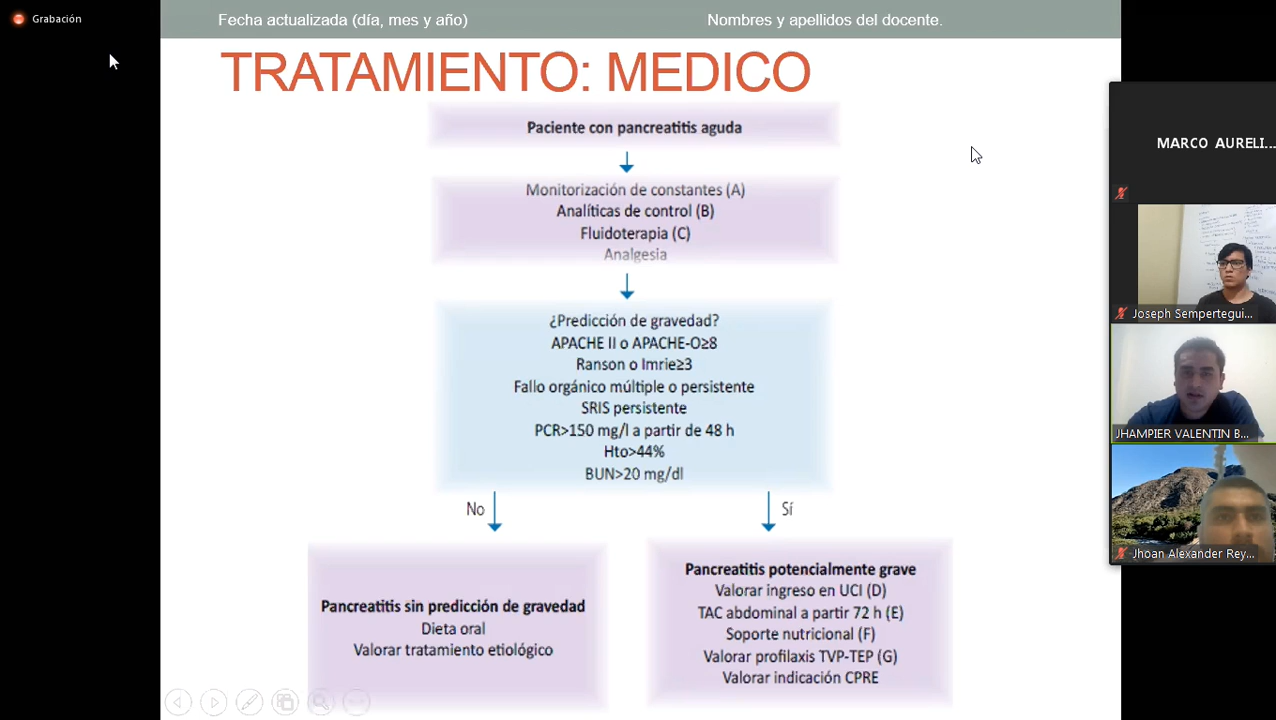 Grabación
Fecha actualizada (día, mes y año)
Nombres y apellidos del docente.
TRATAMIENTO: MEDICO
Paciente con pancreatitis aguda
Monitorización de constantes (A)
Analíticas de control (B)
Fluidoterapia (C)
Analgesia
¿Predicción de gravedad?
APACHE II o APACHE-O≥8
Ranson o Imrie≥3
Fallo orgánico múltiple o persistente
SRIS persistente
PCR>150 mg/l a partir de 48 h
Hto>44%
BUN>20 mg/dl
No
Sí
Pancreatitis sin predicción de gravedad
Dieta oral
Valorar tratamiento etiológico
Pancreatitis potencialmente grave
Valorar ingreso en UCI (D)
TAC abdominal a partir 72 h (E)
Soporte nutricional (F)
Valorar profilaxis TVP-TEP (G)
Valorar indicación CPRE
MARCO AURELI...
Joseph Sempertegui...
JHAMPIER VALENTIN B...
Jhoan Alexander Rey...